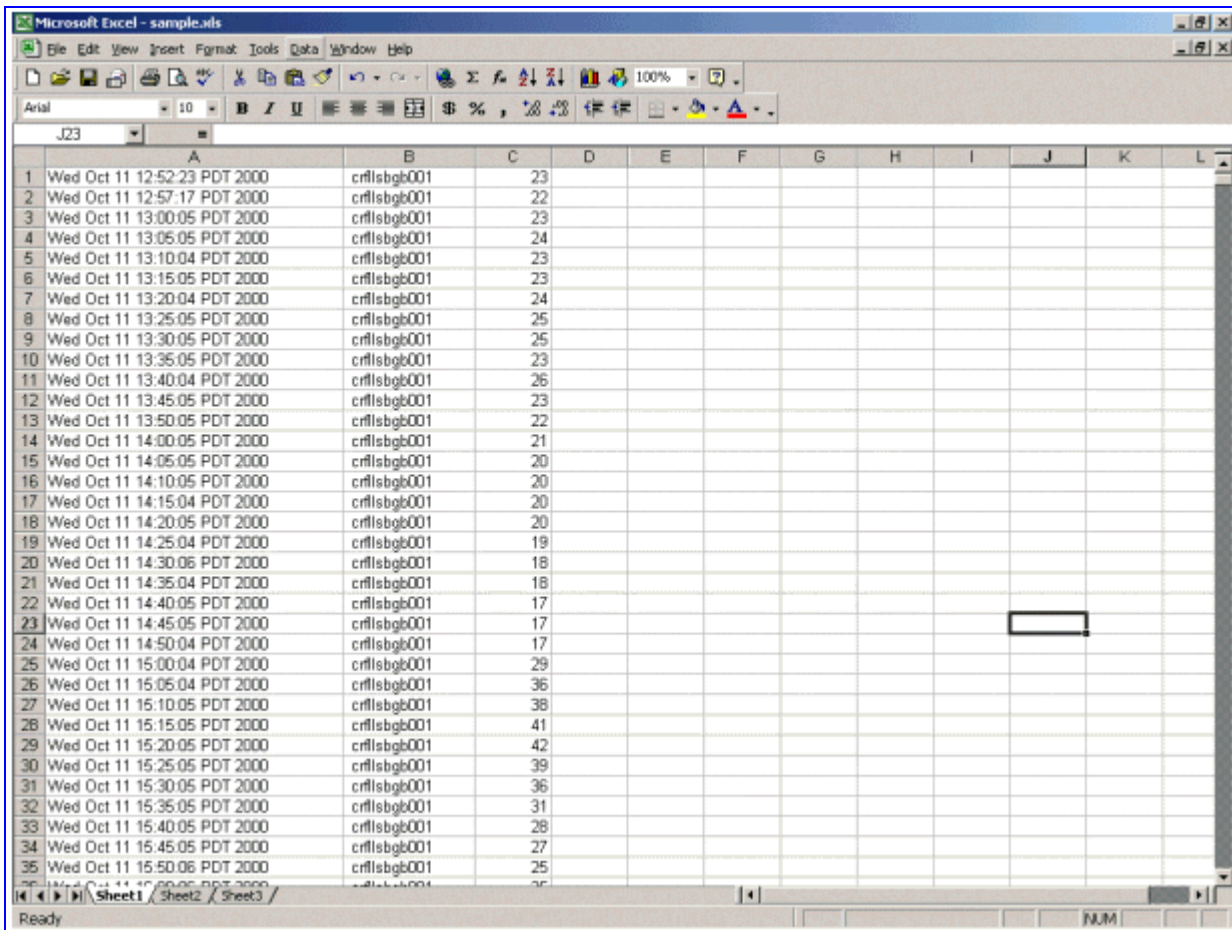 Microsoft Excel - sample.xls
File Edit View Insert Format Tools Data Window Help
100%
Arial 10 B I U $ % ,
J23 =
A B C D E F G H I J K L
1 Wed Oct 11 12:52:23 PDT 2000 crfllsbgb001 23
2 Wed Oct 11 12:57:17 PDT 2000 crfllsbgb001 22
3 Wed Oct 11 13:00:05 PDT 2000 crfllsbgb001 23
4 Wed Oct 11 13:05:05 PDT 2000 crfllsbgb001 24
5 Wed Oct 11 13:10:04 PDT 2000 crfllsbgb001 23
6 Wed Oct 11 13:15:05 PDT 2000 crfllsbgb001 23
7 Wed Oct 11 13:20:04 PDT 2000 crfllsbgb001 24
8 Wed Oct 11 13:25:05 PDT 2000 crfllsbgb001 25
9 Wed Oct 11 13:30:05 PDT 2000 crfllsbgb001 25
10 Wed Oct 11 13:35:05 PDT 2000 crfllsbgb001 23
11 Wed Oct 11 13:40:04 PDT 2000 crfllsbgb001 26
12 Wed Oct 11 13:45:05 PDT 2000 crfllsbgb001 23
13 Wed Oct 11 13:50:05 PDT 2000 crfllsbgb001 22
14 Wed Oct 11 14:00:05 PDT 2000 crfllsbgb001 21
15 Wed Oct 11 14:05:05 PDT 2000 crfllsbgb001 20
16 Wed Oct 11 14:10:05 PDT 2000 crfllsbgb001 20
17 Wed Oct 11 14:15:04 PDT 2000 crfllsbgb001 20
18 Wed Oct 11 14:20:05 PDT 2000 crfllsbgb001 20
19 Wed Oct 11 14:25:04 PDT 2000 crfllsbgb001 19
20 Wed Oct 11 14:30:06 PDT 2000 crfllsbgb001 18
21 Wed Oct 11 14:35:04 PDT 2000 crfllsbgb001 18
22 Wed Oct 11 14:40:05 PDT 2000 crfllsbgb001 17
23 Wed Oct 11 14:45:05 PDT 2000 crfllsbgb001 17
24 Wed Oct 11 14:50:04 PDT 2000 crfllsbgb001 17
25 Wed Oct 11 15:00:04 PDT 2000 crfllsbgb001 29
26 Wed Oct 11 15:05:04 PDT 2000 crfllsbgb001 36
27 Wed Oct 11 15:10:05 PDT 2000 crfllsbgb001 38
28 Wed Oct 11 15:15:05 PDT 2000 crfllsbgb001 41
29 Wed Oct 11 15:20:05 PDT 2000 crfllsbgb001 42
30 Wed Oct 11 15:25:05 PDT 2000 crfllsbgb001 39
31 Wed Oct 11 15:30:05 PDT 2000 crfllsbgb001 36
32 Wed Oct 11 15:35:05 PDT 2000 crfllsbgb001 31
33 Wed Oct 11 15:40:05 PDT 2000 crfllsbgb001 28
34 Wed Oct 11 15:45:05 PDT 2000 crfllsbgb001 27
35 Wed Oct 11 15:50:06 PDT 2000 crfllsbgb001 25
Sheet1 Sheet2 Sheet3
Ready NUM